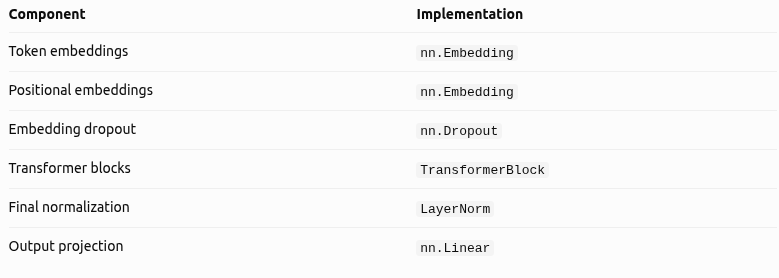 Component Implementation
Token embeddings nn.Embedding
Positional embeddings nn.Embedding
Embedding dropout nn.Dropout
Transformer blocks TransformerBlock
Final normalization LayerNorm
Output projection nn.Linear